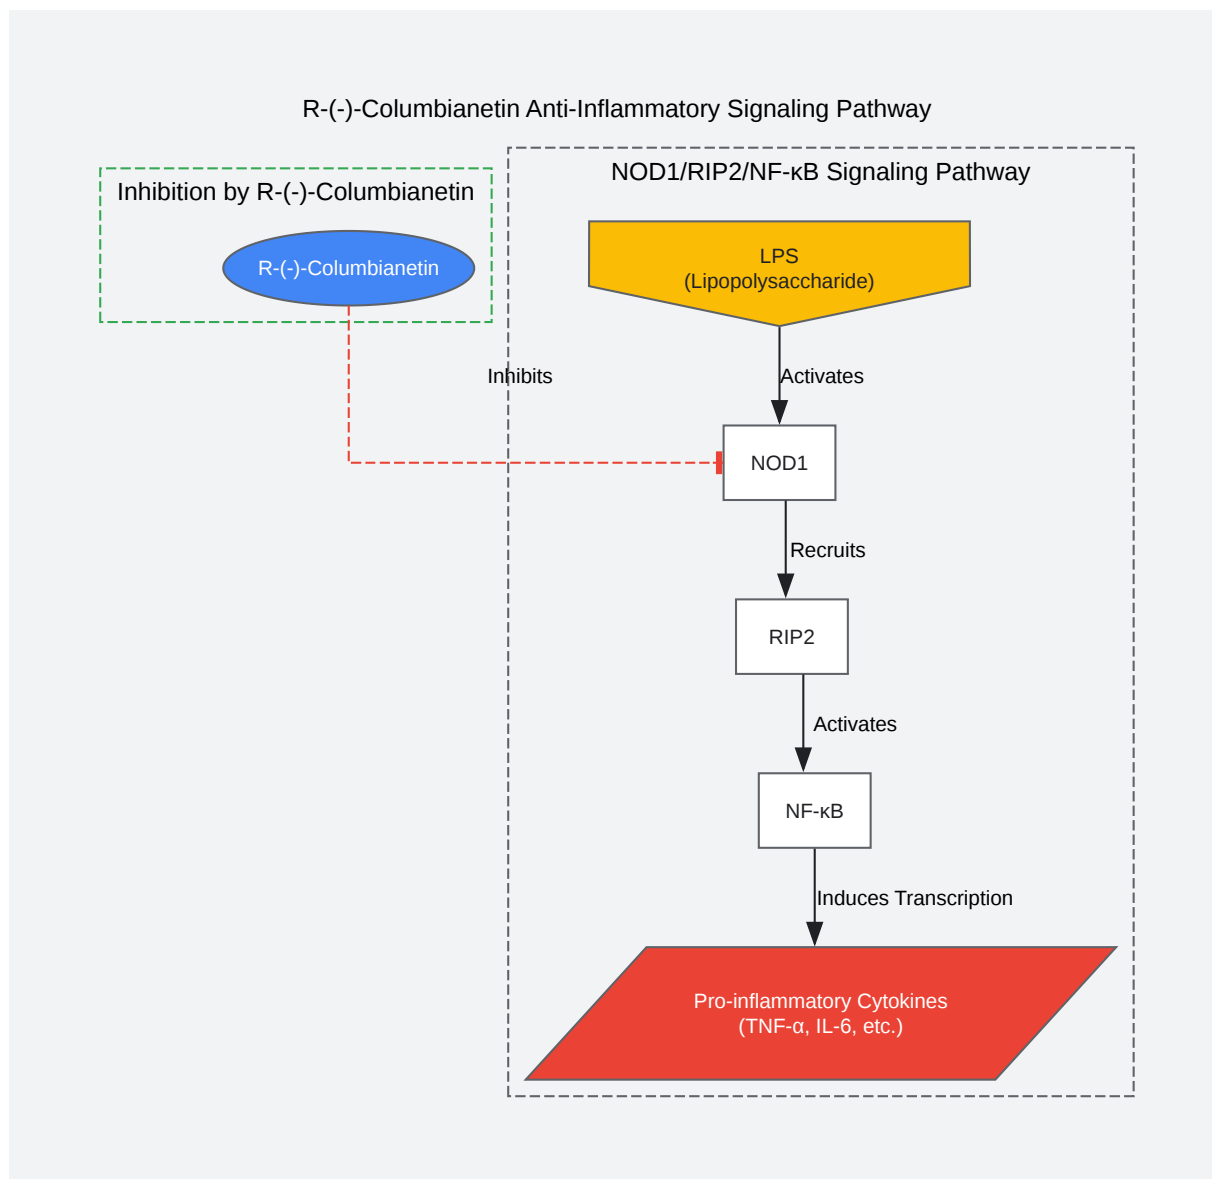 R-(-)-Columbianetin Anti-Inflammatory Signaling Pathway
NOD1/RIP2/NF-κB Signaling Pathway
Inhibition by R-(-)-Columbianetin
R-(-)-Columbianetin
LPS
(Lipopolysaccharide)
Inhibits
Activates
NOD1
Recruits
RIP2
Activates
NF-κB
Induces Transcription
Pro-inflammatory Cytokines
(TNF-α, IL-6, etc.)